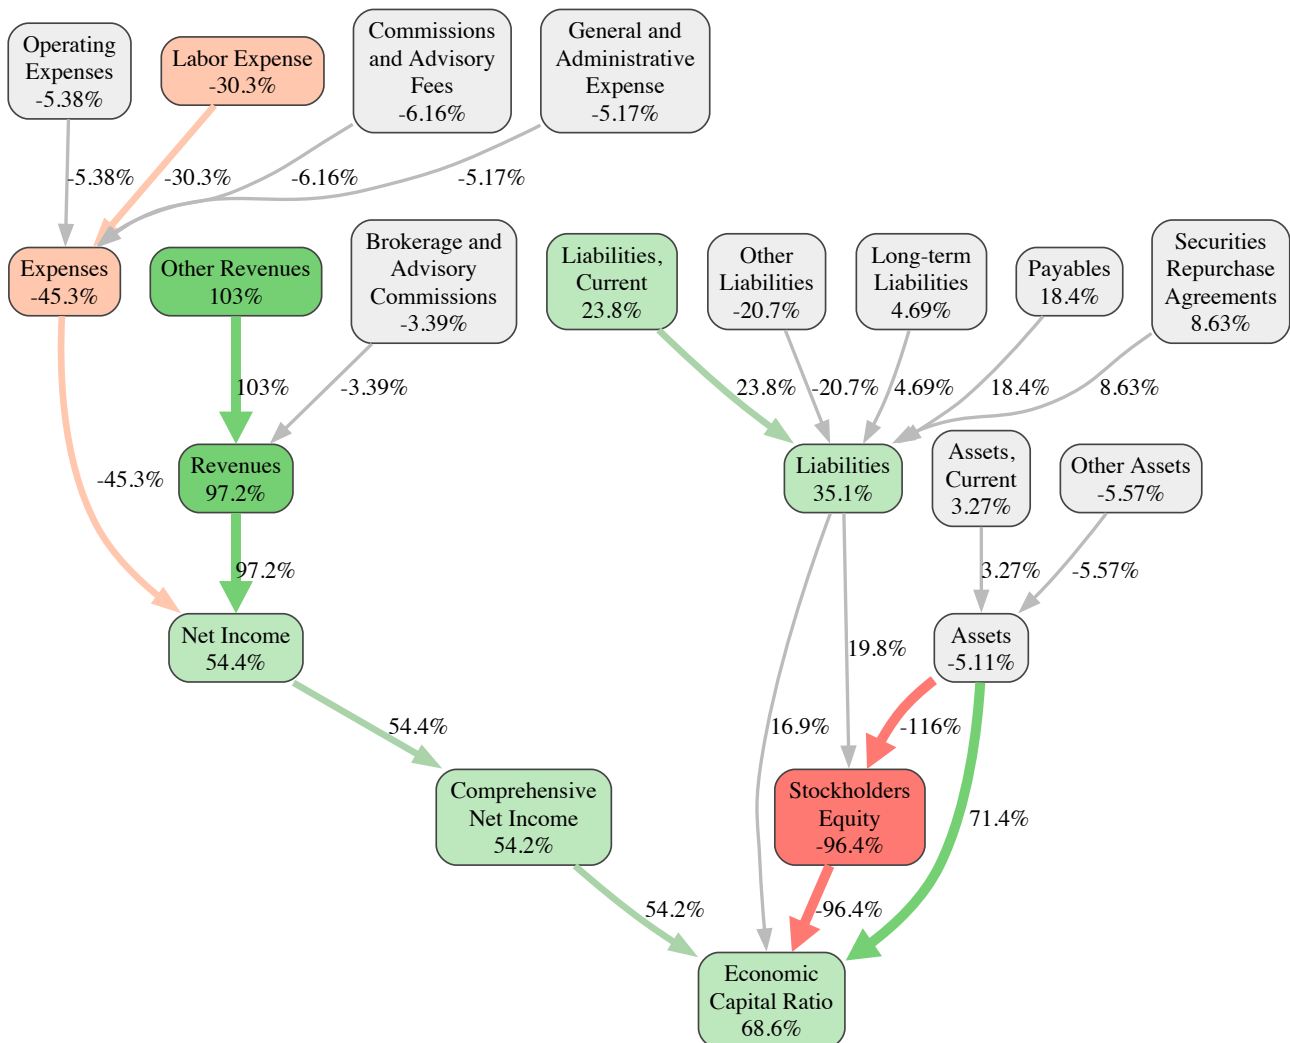 Operating
Expenses
-5.38%
Labor Expense
-30.3%
Commissions
and Advisory
Fees
-6.16%
General and
Administrative
Expense
-5.17%
-5.38%
-30.3%
-6.16%
-5.17%
Expenses
-45.3%
Other Revenues
103%
Brokerage and
Advisory
Commissions
-3.39%
Liabilities,
Current
23.8%
Other
Liabilities
-20.7%
Long-term
Liabilities
4.69%
Payables
18.4%
Securities
Repurchase
Agreements
8.63%
103%
-3.39%
23.8%
-20.7%
4.69%
18.4%
8.63%
-45.3%
Revenues
97.2%
Liabilities
35.1%
Assets,
Current
3.27%
Other Assets
-5.57%
97.2%
3.27%
-5.57%
Net Income
54.4%
19.8%
Assets
-5.11%
54.4%
16.9%
-116%
Comprehensive
Net Income
54.2%
Stockholders
Equity
-96.4%
71.4%
54.2%
-96.4%
Economic
Capital Ratio
68.6%